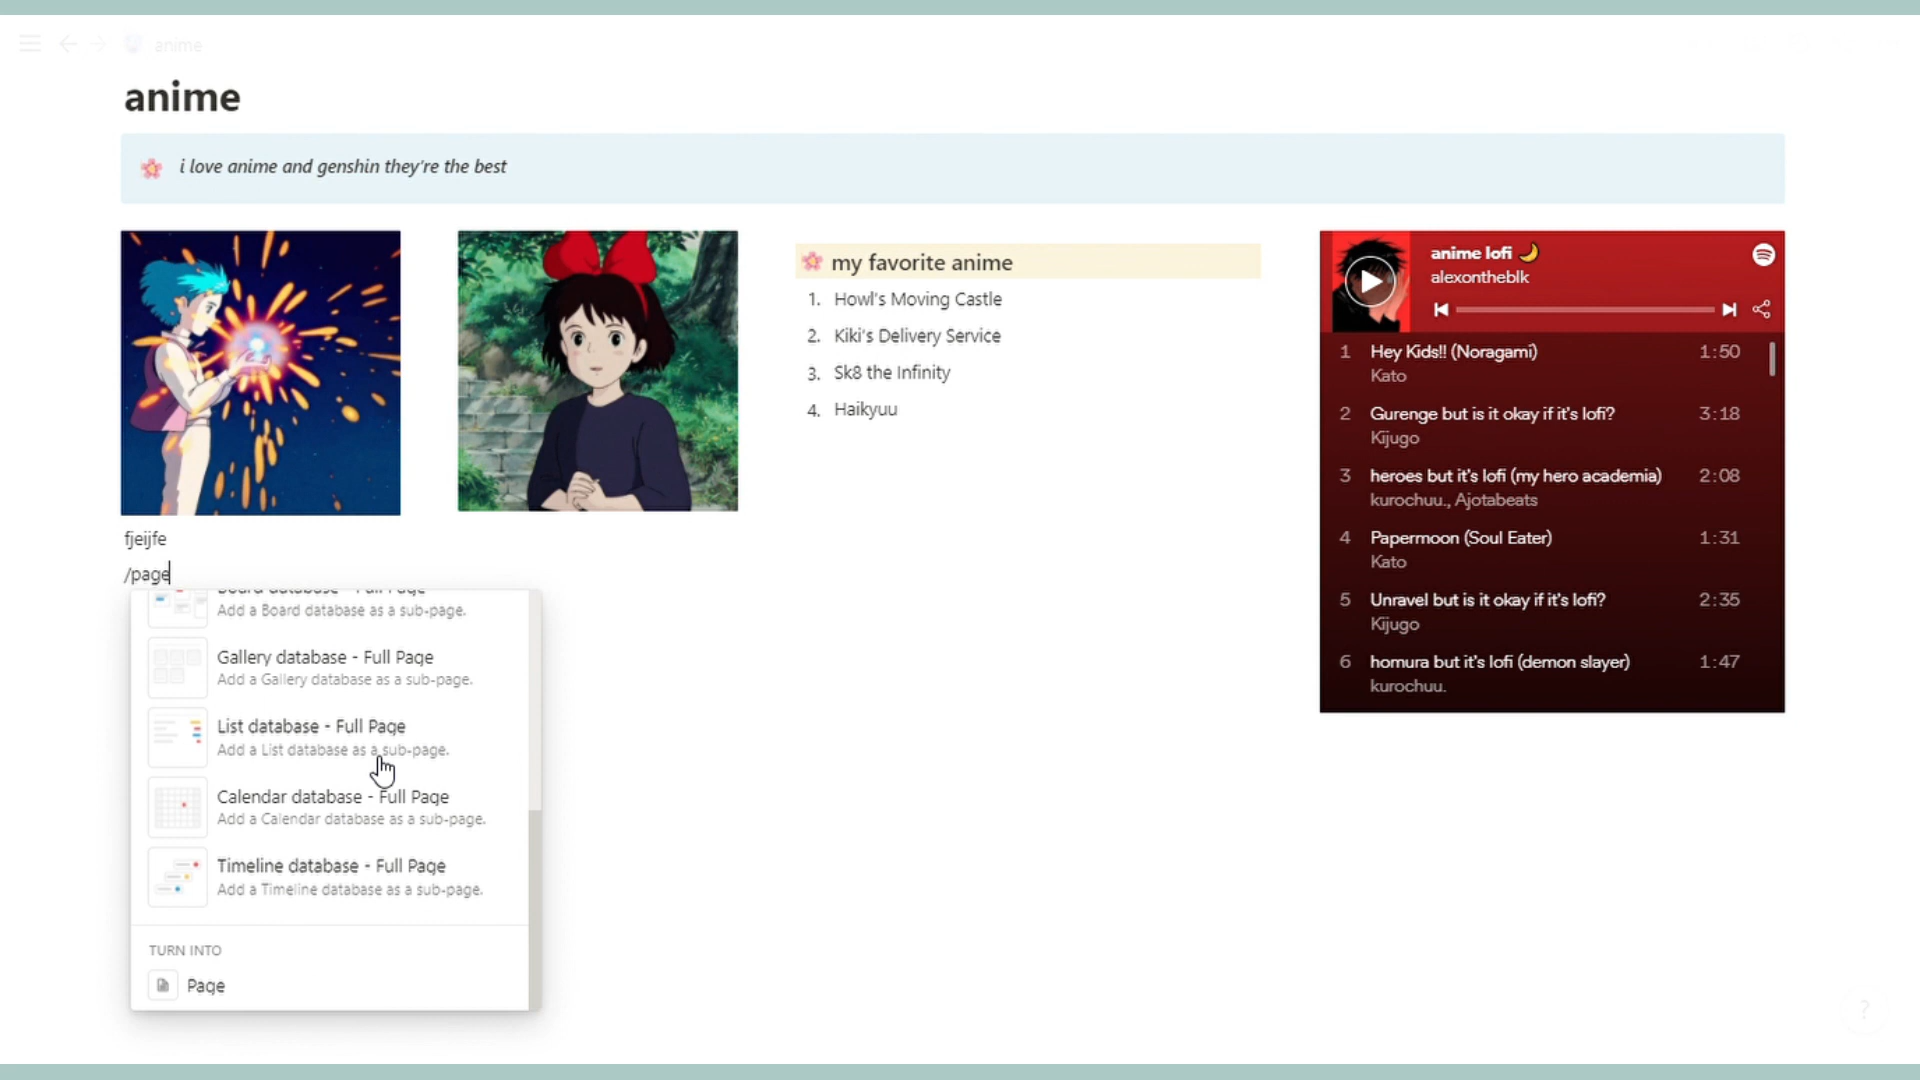 anime
anime
i love anime and genshin they're the best
my favorite anime
1. Howl's Moving Castle
2. Kiki's Delivery Service
3. Sk8 the Infinity
4. Haikyuu
anime lofi
alexontheblk
1 Hey Kids!! (Noragami) 1:50
Kato
2 Gurenge but is it okay if it's lofi? 3:18
Kijugo
3 heroes but it's lofi (my hero academia) 2:08
kurochuu., Ajotabeats
4 Papermoon (Soul Eater) 1:31
Kato
5 Unravel but is it okay if it's lofi? 2:35
Kijugo
6 homura but it's lofi (demon slayer) 1:47
kurochuu.
fjeijfe
/page
Board database - Full Page
Add a Board database as a sub-page.
Gallery database - Full Page
Add a Gallery database as a sub-page.
List database - Full Page
Add a List database as a sub-page.
Calendar database - Full Page
Add a Calendar database as a sub-page.
Timeline database - Full Page
Add a Timeline database as a sub-page.
TURN INTO
Page
?